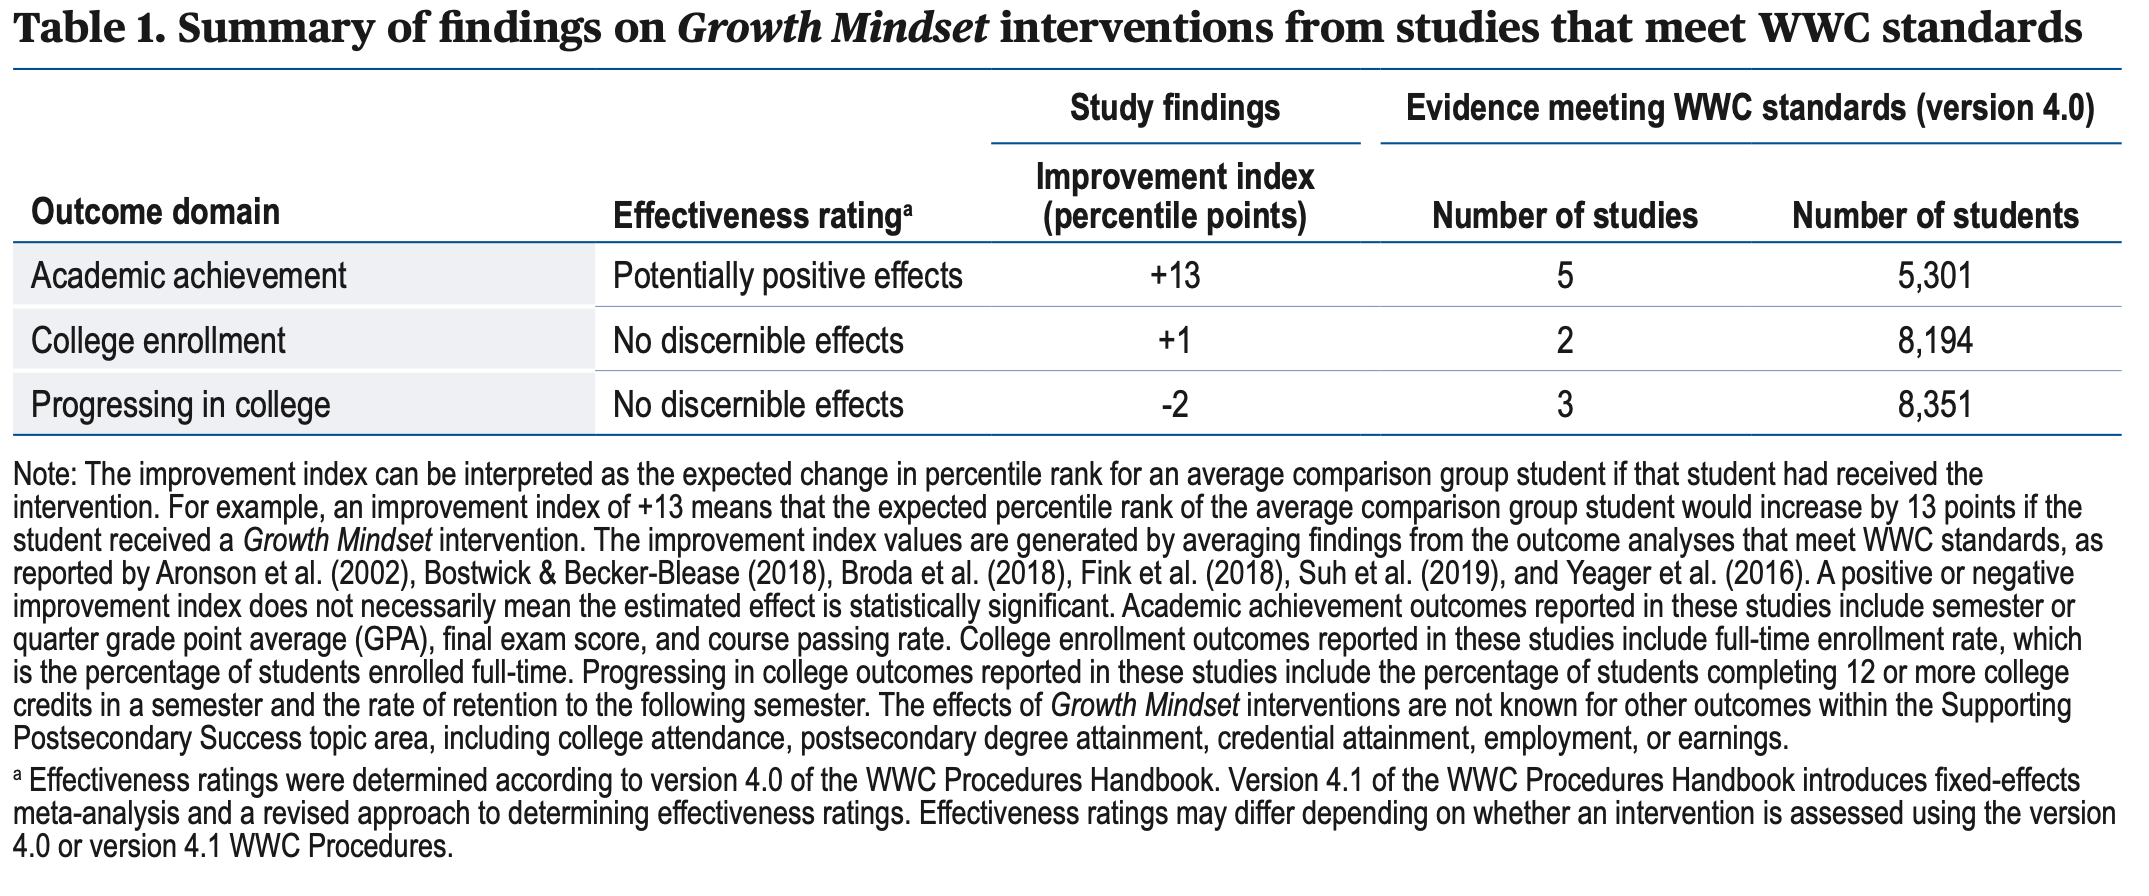 Table 1. Summary of findings on Growth Mindset interventions from studies that meet WWC standards
Study findings Evidence meeting WWC standards (version 4.0)
Outcome domain Effectiveness ratingᵃ Improvement index (percentile points) Number of studies Number of students
Academic achievement Potentially positive effects +13 5 5,301
College enrollment No discernible effects +1 2 8,194
Progressing in college No discernible effects -2 3 8,351
Note: The improvement index can be interpreted as the expected change in percentile rank for an average comparison group student if that student had received the
intervention. For example, an improvement index of +13 means that the expected percentile rank of the average comparison group student would increase by 13 points if the
student received a Growth Mindset intervention. The improvement index values are generated by averaging findings from the outcome analyses that meet WWC standards, as
reported by Aronson et al. (2002), Bostwick & Becker-Blease (2018), Broda et al. (2018), Fink et al. (2018), Suh et al. (2019), and Yeager et al. (2016). A positive or negative
improvement index does not necessarily mean the estimated effect is statistically significant. Academic achievement outcomes reported in these studies include semester or
quarter grade point average (GPA), final exam score, and course passing rate. College enrollment outcomes reported in these studies include full-time enrollment rate, which
is the percentage of students enrolled full-time. Progressing in college outcomes reported in these studies include the percentage of students completing 12 or more college
credits in a semester and the rate of retention to the following semester. The effects of Growth Mindset interventions are not known for other outcomes within the Supporting
Postsecondary Success topic area, including college attendance, postsecondary degree attainment, credential attainment, employment, or earnings.
ᵃ Effectiveness ratings were determined according to version 4.0 of the WWC Procedures Handbook. Version 4.1 of the WWC Procedures Handbook introduces fixed-effects
meta-analysis and a revised approach to determining effectiveness ratings. Effectiveness ratings may differ depending on whether an intervention is assessed using the version
4.0 or version 4.1 WWC Procedures.